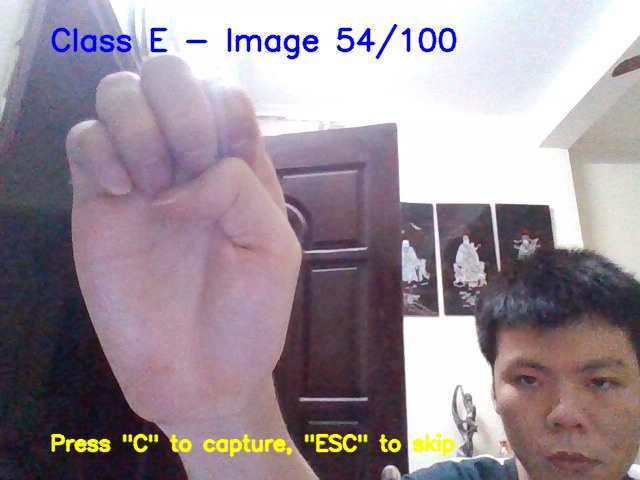 Class E - Image 54/100
Press "C" to capture, "ESC" to skip